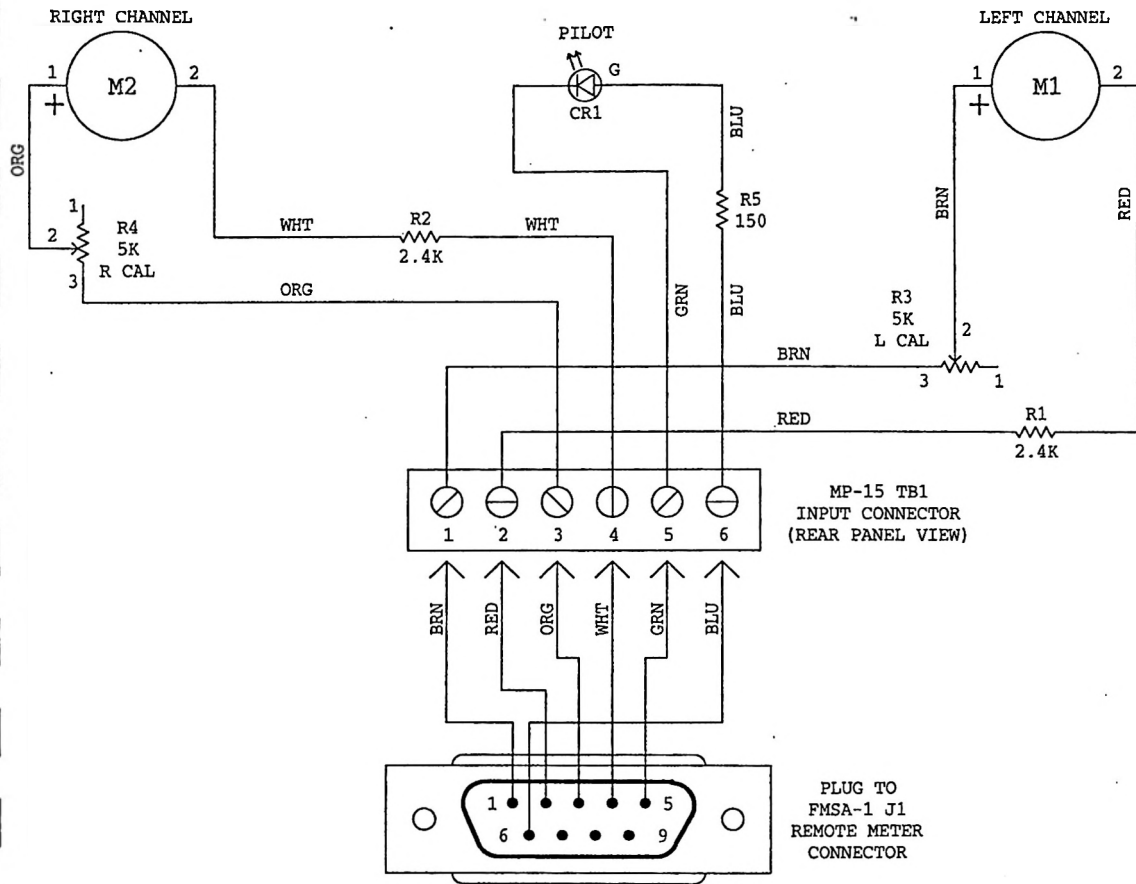 RIGHT CHANNEL
LEFT CHANNEL
PILOT
1
M2
2
+
G
CR1
1
M1
2
+
ORG
BLU
BRN
RED
1
2
3
R4
5K
R CAL
WHT
R2
2.4K
WHT
R5
150
ORG
GRN
BLU
R3
5K
L CAL
2
BRN
3
1
RED
R1
2.4K
1
2
3
4
5
6
MP-15 TB1
INPUT CONNECTOR
(REAR PANEL VIEW)
BRN
RED
ORG
WHT
GRN
BLU
1
5
6
9
PLUG TO
FMSA-1 J1
REMOTE METER
CONNECTOR